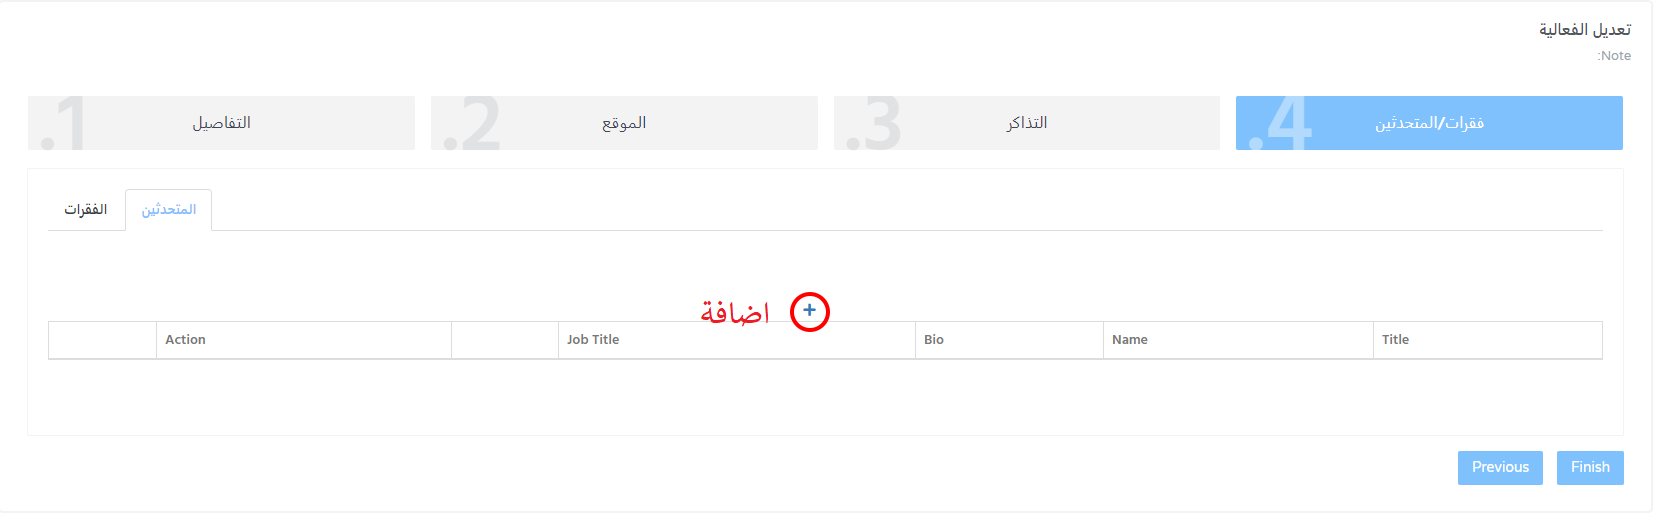 تعديل الفعالية
Note:
1. التفاصيل
2. الموقع
3. التذاكر
4. فقرات/المتحدثين
الفقرات
المتحدثين
اضافة +
Action Job Title Bio Name Title
Previous Finish